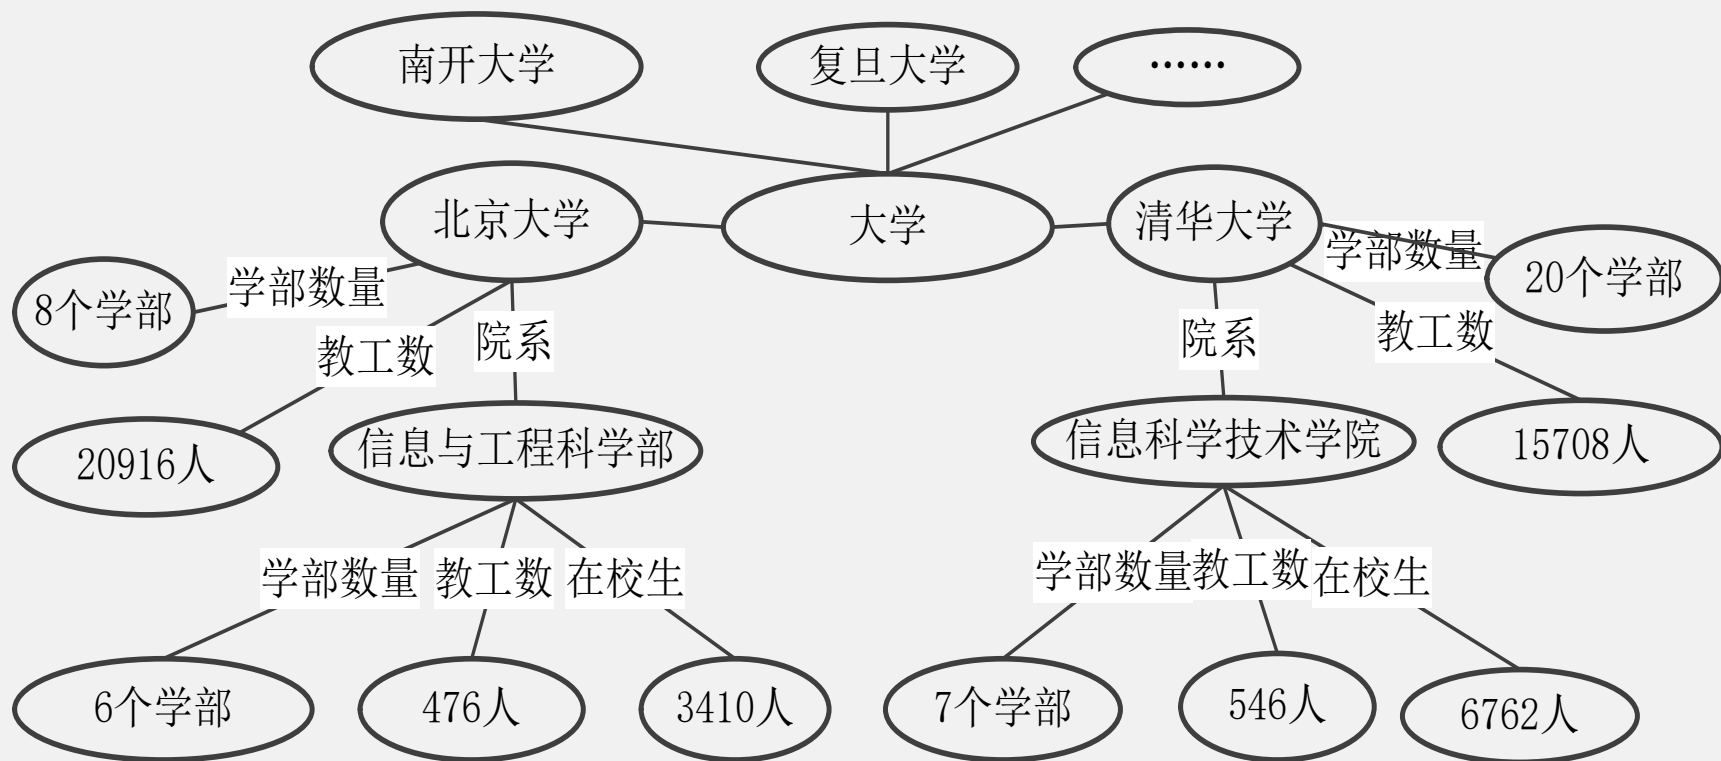 南开大学
复旦大学
……
北京大学
大学
清华大学
学部数量
20个学部
8个学部
学部数量
教工数
院系
院系
教工数
20916人
信息与工程科学部
信息科学技术学院
15708人
学部数量
教工数
在校生
学部数量
教工数
在校生
6个学部
476人
3410人
7个学部
546人
6762人